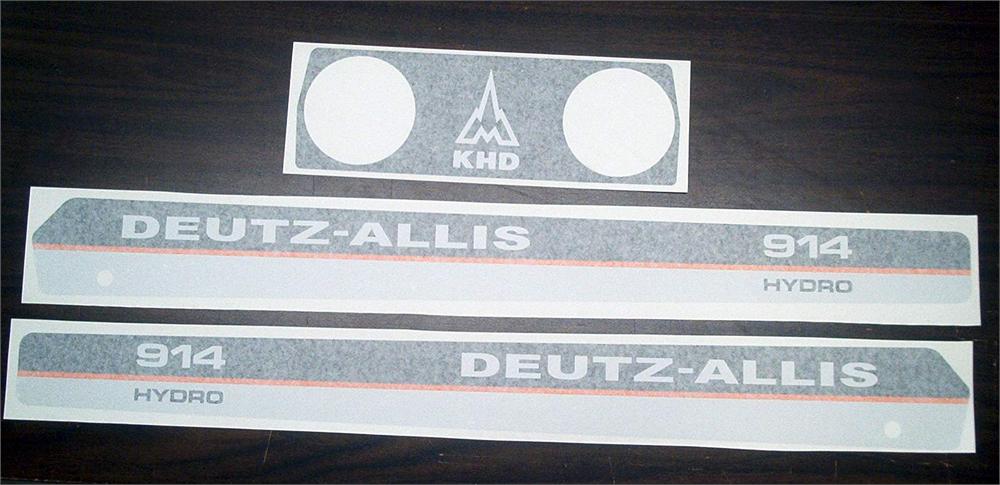 KHD
DEUTZ-ALLIS 914
HYDRO
914 DEUTZ-ALLIS
HYDRO